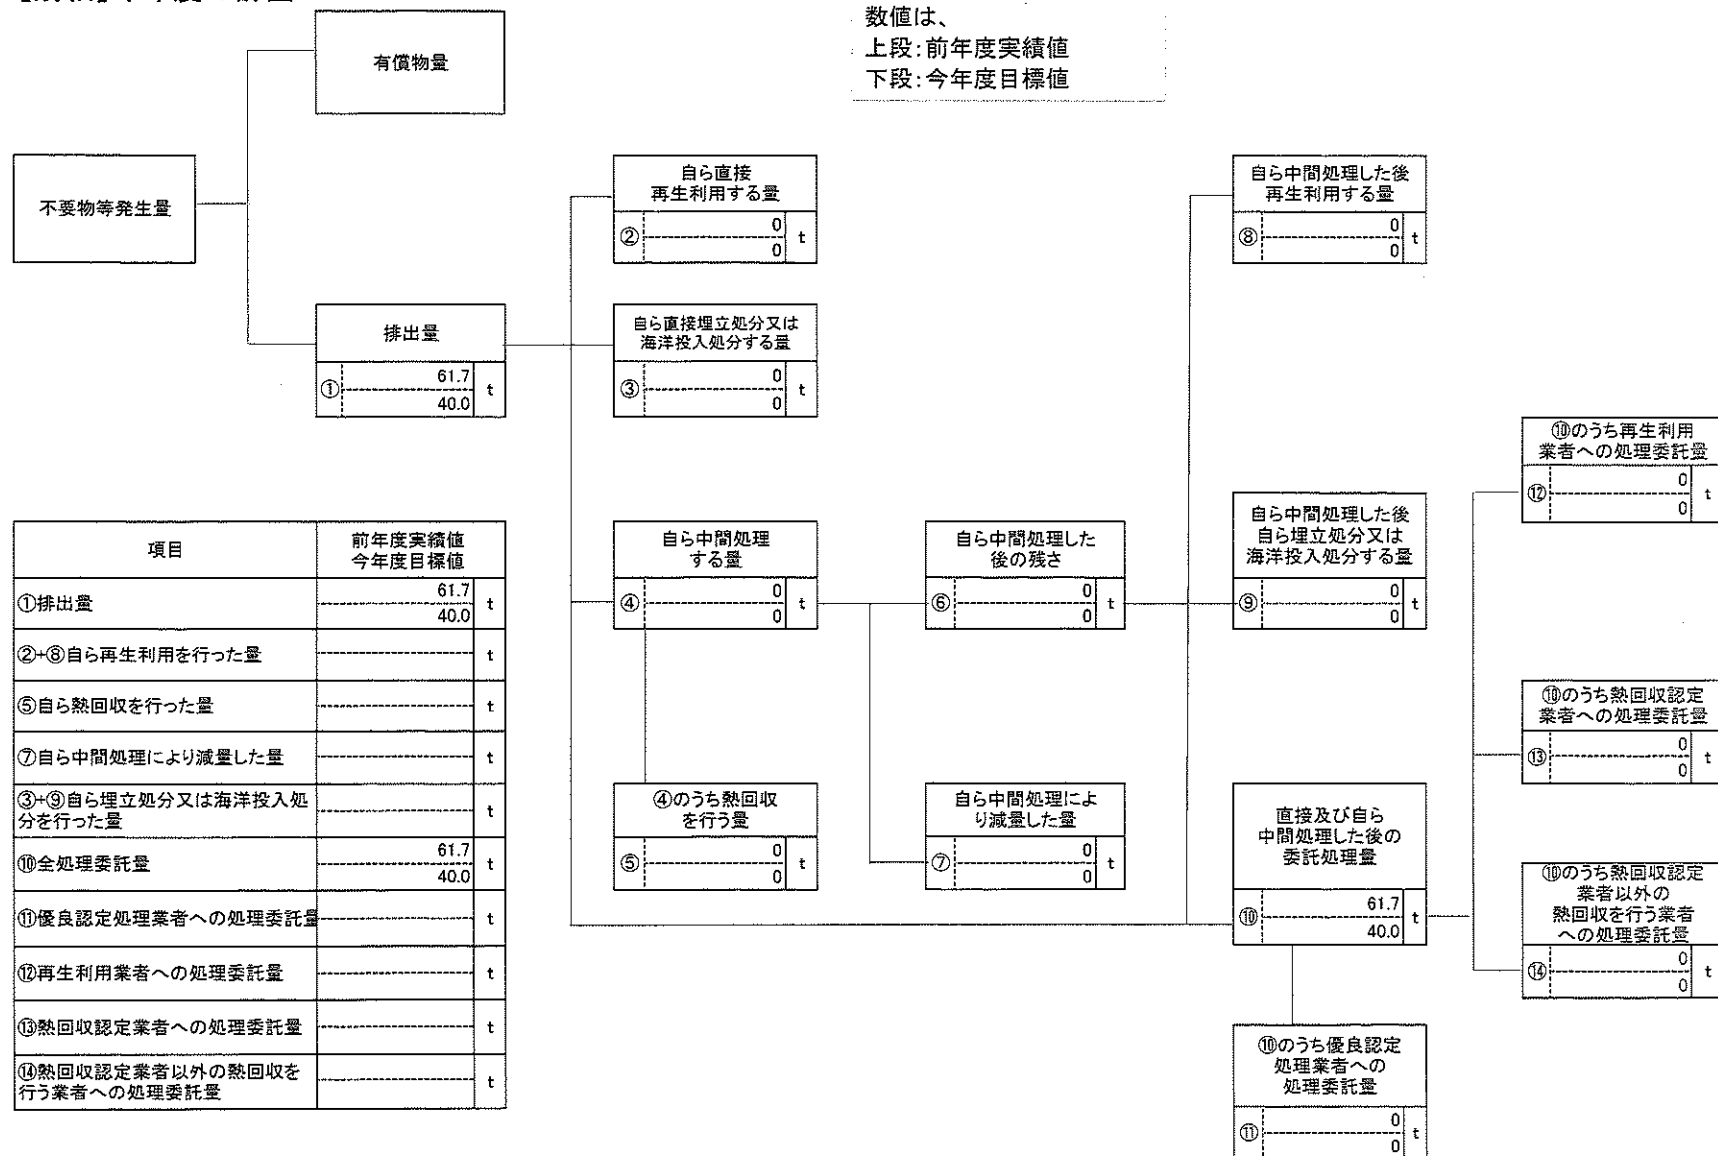 数値は、
上段:前年度実績値
下段:今年度目標値
有償物量
不要物等発生量
排出量
① 61.7 t
40.0
自ら直接
再生利用する量
② 0 t
0
自ら直接埋立処分又は
海洋投入処分する量
③ 0 t
0
自ら中間処理
する量
④ 0 t
0
④のうち熱回収
を行う量
⑤ 0 t
0
自ら中間処理した
後の残さ
⑥ 0 t
0
自ら中間処理によ
り減量した量
⑦ 0 t
0
自ら中間処理した後
再生利用する量
⑧ 0 t
0
自ら中間処理した後
自ら埋立処分又は
海洋投入処分する量
⑨ 0 t
0
直接及び自ら
中間処理した後の
委託処理量
⑩ 61.7 t
40.0
⑩のうち優良認定
処理業者への
処理委託量
⑪ 0 t
0
⑩のうち再生利用
業者への処理委託量
⑫ 0 t
0
⑩のうち熱回収認定
業者への処理委託量
⑬ 0 t
0
⑩のうち熱回収認定
業者以外の
熱回収を行う業者
への処理委託量
⑭ 0 t
0
項目 前年度実績値
今年度目標値
①排出量 61.7 t
40.0
②+⑧自ら再生利用を行った量 t
⑤自ら熱回収を行った量 t
⑦自ら中間処理により減量した量 t
③+⑨自ら埋立処分又は海洋投入処
分を行った量 t
⑩全処理委託量 61.7 t
40.0
⑪優良認定処理業者への処理委託量 t
⑫再生利用業者への処理委託量 t
⑬熱回収認定業者への処理委託量 t
⑭熱回収認定業者以外の熱回収を
行う業者への処理委託量 t